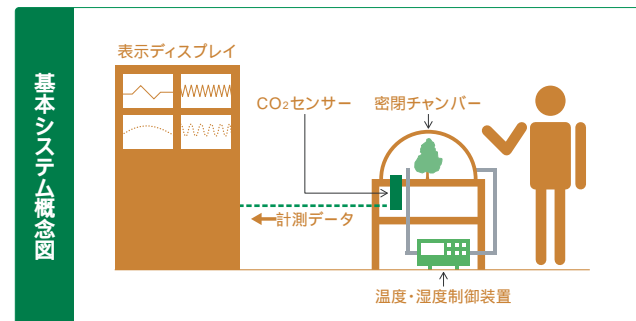 基本システム概念図
表示ディスプレイ
CO₂センサー
密閉チャンバー
計測データ
温度・湿度制御装置